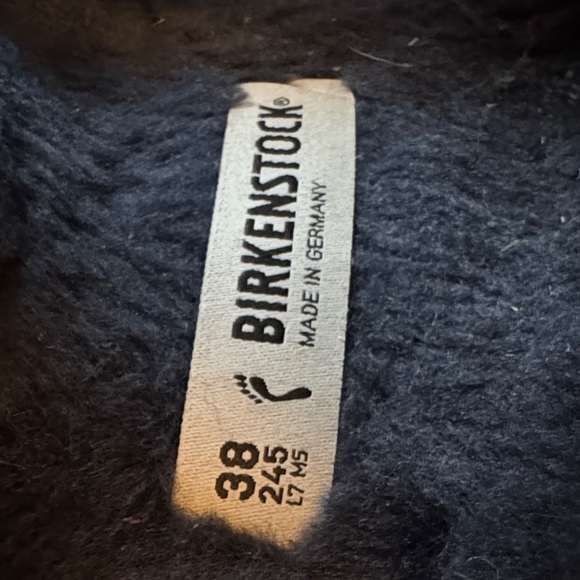 BIRKENSTOCK®
MADE IN GERMANY
38
245
L7 M5